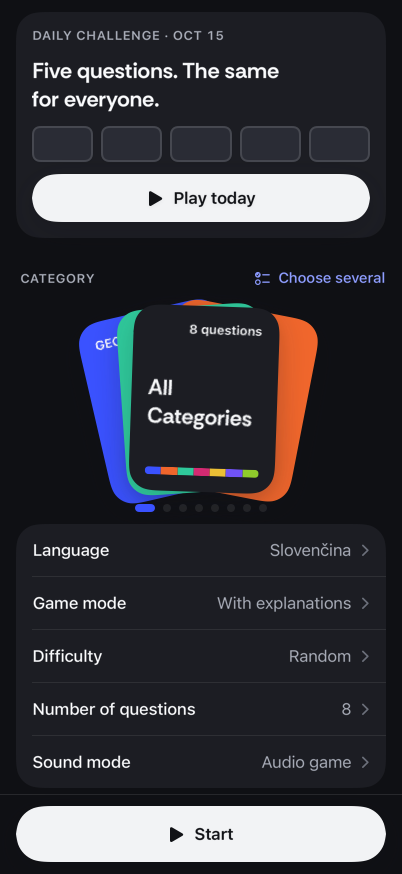 DAILY CHALLENGE · OCT 15
Five questions. The same
for everyone.
Play today
CATEGORY
Choose several
8 questions
All
Categories
Language
Slovenčina
Game mode
With explanations
Difficulty
Random
Number of questions
8
Sound mode
Audio game
Start